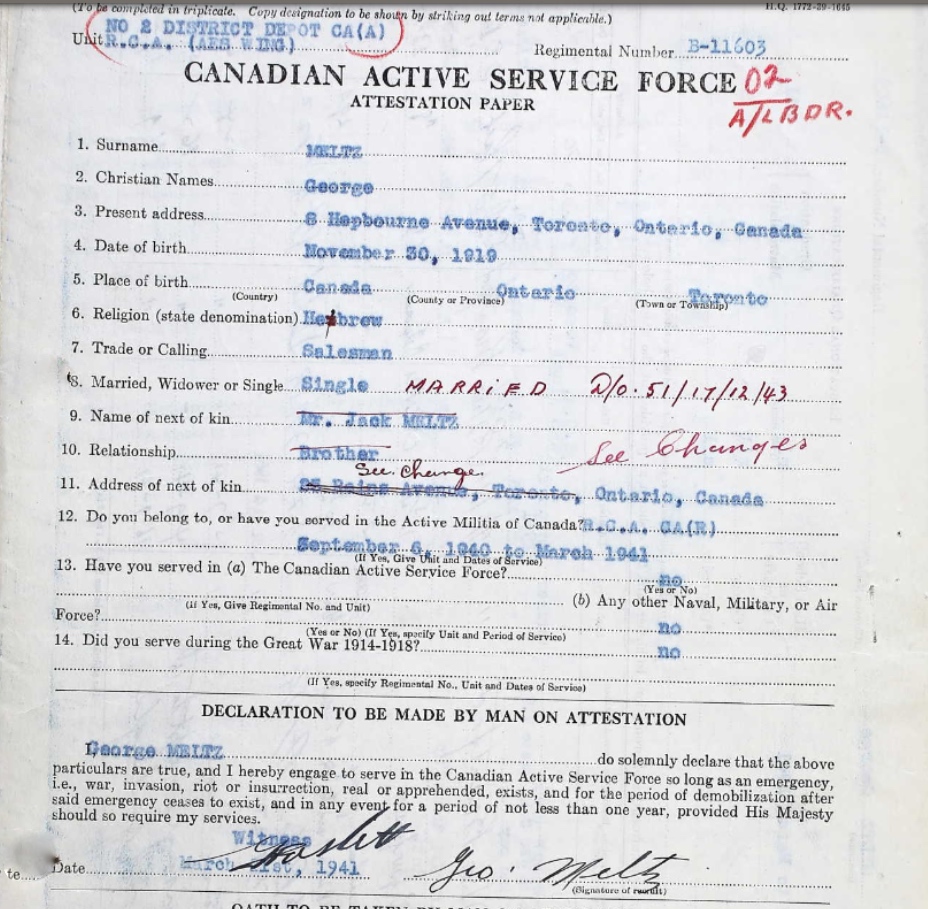 (To be completed in triplicate. Copy designation to be shown by striking out terms not applicable.) H.Q. 1772-39-1645
NO 2 DISTRICT DEPOT CA(A)
Unit R.C.A. (AES WING) Regimental Number B-11603
CANADIAN ACTIVE SERVICE FORCE 02
ATTESTATION PAPER A/LBDR.
1. Surname MELTZ
2. Christian Names George
3. Present address 8 Hepbourne Avenue, Toronto, Ontario, Canada
4. Date of birth November 30, 1919
5. Place of birth Canada Ontario Toronto
(Country) (County or Province) (Town or Township)
6. Religion (state denomination) Hebrew
7. Trade or Calling Salesman
8. Married, Widower or Single Single MARRIED D/O. 51/17/12/43
9. Name of next of kin Mr. Jack MELTZ
10. Relationship Brother See Changes
See Change.
11. Address of next of kin Avenue, Toronto, Ontario, Canada
12. Do you belong to, or have you served in the Active Militia of Canada? R.C.A. CA(R)
September 6, 1940 to March 1941
(If Yes, Give Unit and Dates of Service)
13. Have you served in (a) The Canadian Active Service Force? no
(Yes or No)
(If Yes, Give Regimental No. and Unit) (b) Any other Naval, Military, or Air
Force? no
(Yes or No) (If Yes, specify Unit and Period of Service)
14. Did you serve during the Great War 1914-1918? no
(If Yes, specify Regimental No., Unit and Dates of Service)
DECLARATION TO BE MADE BY MAN ON ATTESTATION
I, George MELTZ do solemnly declare that the above
particulars are true, and I hereby engage to serve in the Canadian Active Service Force so long as an emergency,
i.e., war, invasion, riot or insurrection, real or apprehended, exists, and for the period of demobilization after
said emergency ceases to exist, and in any event for a period of not less than one year, provided His Majesty
should so require my services.
Witness
te Date March 21st, 1941 Geo. Meltz
(Signature of recruit)